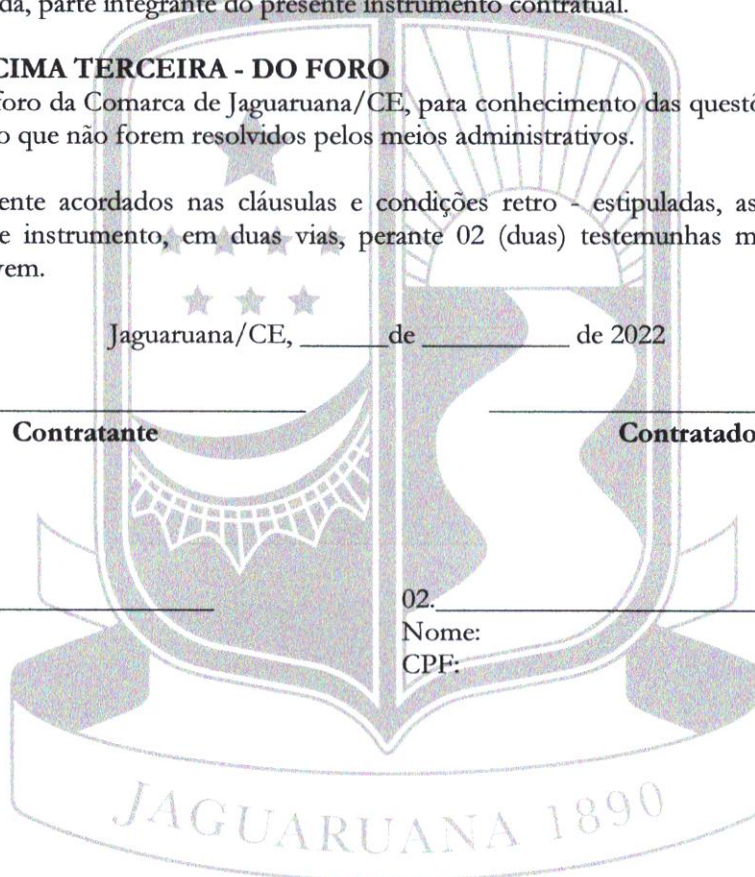 da, parte integrante do presente instrumento contratual.
CIMA TERCEIRA - DO FORO
foro da Comarca de Jaguaruana/CE, para conhecimento das questõ
o que não forem resolvidos pelos meios administrativos.
ente acordados nas cláusulas e condições retro - estipuladas, as
e instrumento, em duas vias, perante 02 (duas) testemunhas m
vem.
Jaguaruana/CE, ______de __________ de 2022
Contratante
Contratado
02.
Nome:
CPF:
JAGUARUANA 1890